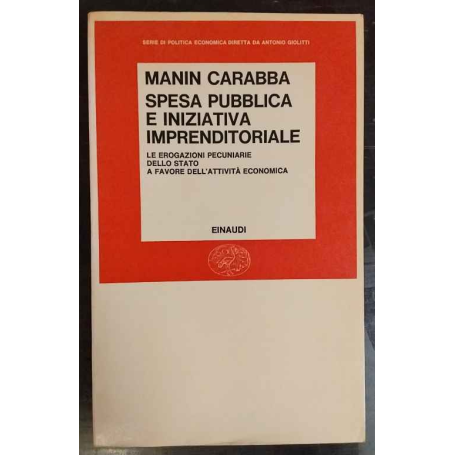 SERIE DI POLITICA ECONOMICA DIRETTA DA ANTONIO GIOLITTI
MANIN CARABBA
SPESA PUBBLICA
E INIZIATIVA
IMPRENDITORIALE
LE EROGAZIONI PECUNIARIE
DELLO STATO
A FAVORE DELL'ATTIVITÀ ECONOMICA
EINAUDI